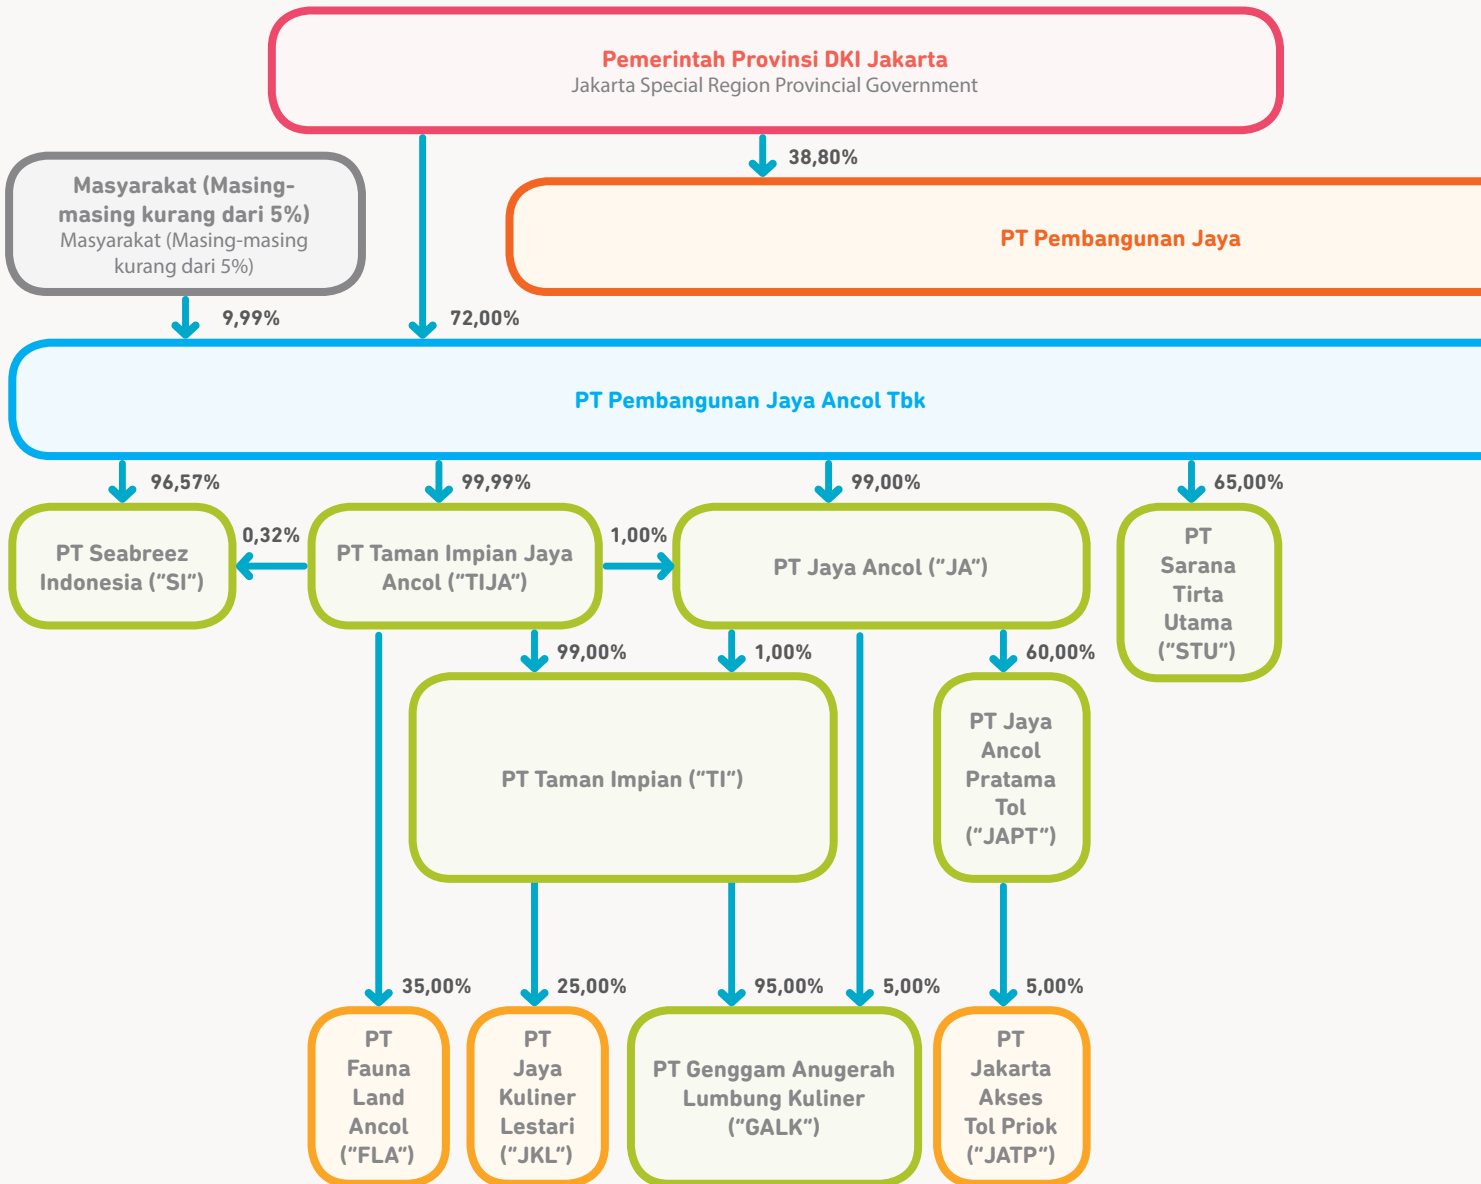 Pemerintah Provinsi DKI Jakarta
Jakarta Special Region Provincial Government
38,80%
Masyarakat (Masing-
masing kurang dari 5%)
Masyarakat (Masing-masing
kurang dari 5%)
PT Pembangunan Jaya
9,99%
72,00%
PT Pembangunan Jaya Ancol Tbk
96,57%
99,99%
99,00%
65,00%
PT Seabreez
Indonesia ("SI")
0,32%
PT Taman Impian Jaya
Ancol ("TIJA")
1,00%
PT Jaya Ancol ("JA")
PT
Sarana
Tirta
Utama
("STU")
99,00%
1,00%
60,00%
PT Taman Impian ("TI")
PT Jaya
Ancol
Pratama
Tol
("JAPT")
35,00%
25,00%
95,00%
5,00%
5,00%
PT
Fauna
Land
Ancol
("FLA")
PT
Jaya
Kuliner
Lestari
("JKL")
PT Genggam Anugerah
Lumbung Kuliner
("GALK")
PT
Jakarta
Akses
Tol Priok
("JATP")